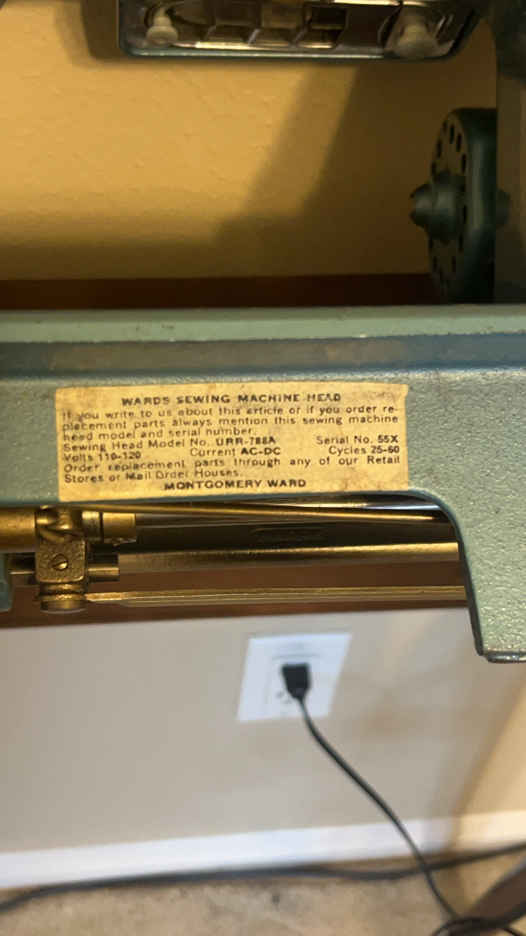 WARDS SEWING MACHINE HEAD
If you write to us about this article or if you order re-
placement parts always mention this sewing machine
head model and serial number.
Sewing Head Model No. URR-788A Serial No. 55X
Volts 110-120 Current AC-DC Cycles 25-60
Order replacement parts through any of our Retail
Stores or Mail Order Houses.
MONTGOMERY WARD